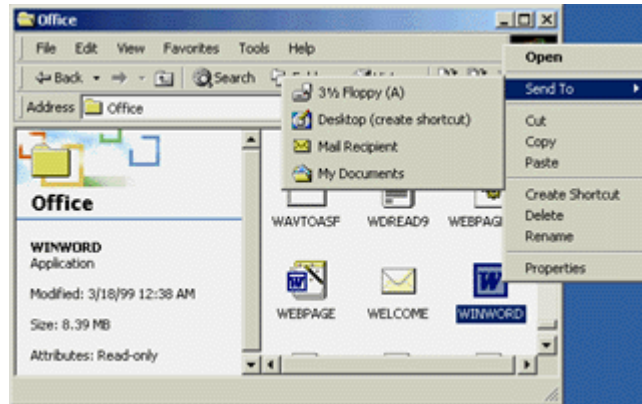 Office
File Edit View Favorites Tools Help
Back Search
Address Office
Office
WINWORD
Application
Modified: 3/18/99 12:38 AM
Size: 8.39 MB
Attributes: Read-only
WAVTOASF WDREAD9 WEBPAG
WEBPAGE WELCOME WINWORD
3½ Floppy (A)
Desktop (create shortcut)
Mail Recipient
My Documents
Open
Send To
Cut
Copy
Paste
Create Shortcut
Delete
Rename
Properties